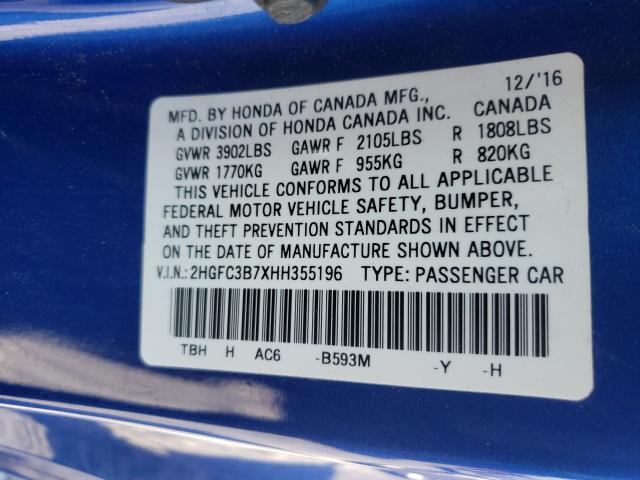 12/'16
MFD. BY HONDA OF CANADA MFG., CANADA
A DIVISION OF HONDA CANADA INC.
GVWR 3902LBS GAWR F 2105LBS R 1808LBS
GVWR 1770KG GAWR F 955KG R 820KG
THIS VEHICLE CONFORMS TO ALL APPLICABLE
FEDERAL MOTOR VEHICLE SAFETY, BUMPER,
AND THEFT PREVENTION STANDARDS IN EFFECT
ON THE DATE OF MANUFACTURE SHOWN ABOVE.
V.I.N.: 2HGFC3B7XHH355196 TYPE: PASSENGER CAR
TBH H AC6 -B593M -Y -H